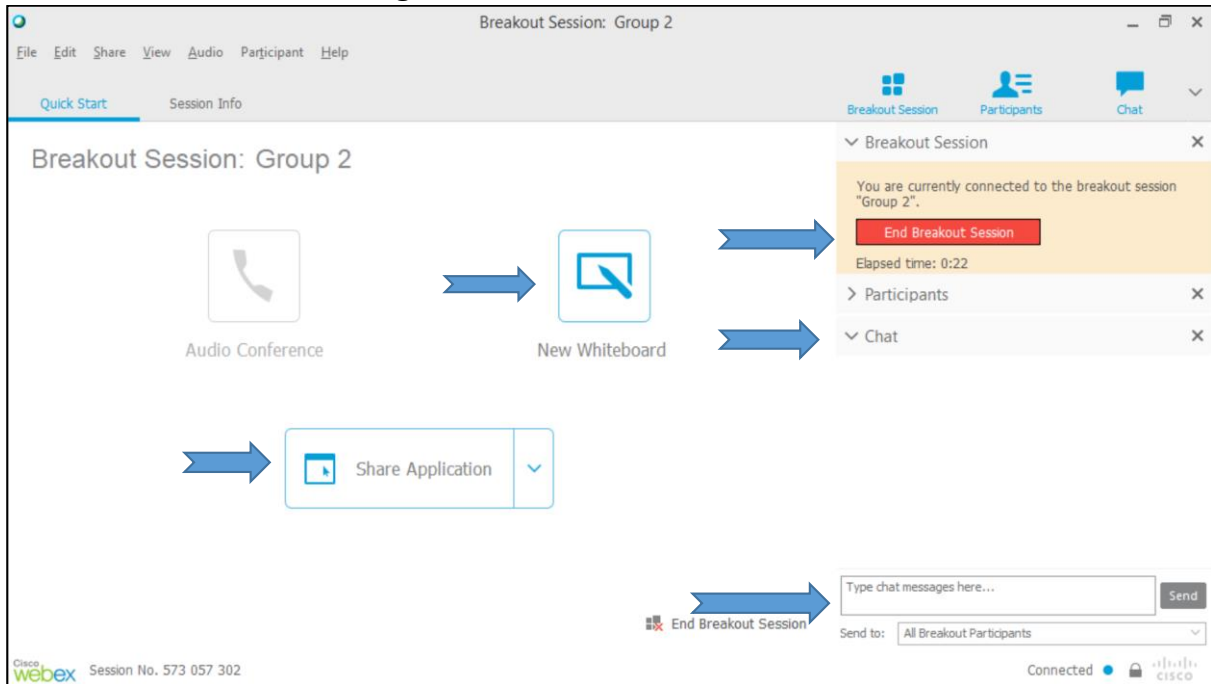 Breakout Session: Group 2
File Edit Share View Audio Participant Help
Quick Start Session Info
Breakout Session Participants Chat
Breakout Session: Group 2
Audio Conference
New Whiteboard
Share Application
End Breakout Session
Breakout Session
You are currently connected to the breakout session
"Group 2".
End Breakout Session
Elapsed time: 0:22
Participants
Chat
Type chat messages here...
Send
Send to: All Breakout Participants
Cisco
webex Session No. 573 057 302
Connected
CISCO